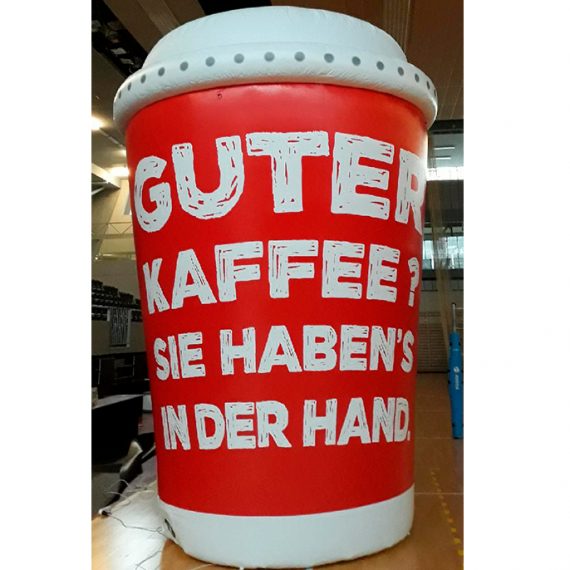 GUTER
KAFFEE?
SIE HABEN'S
IN DER HAND.